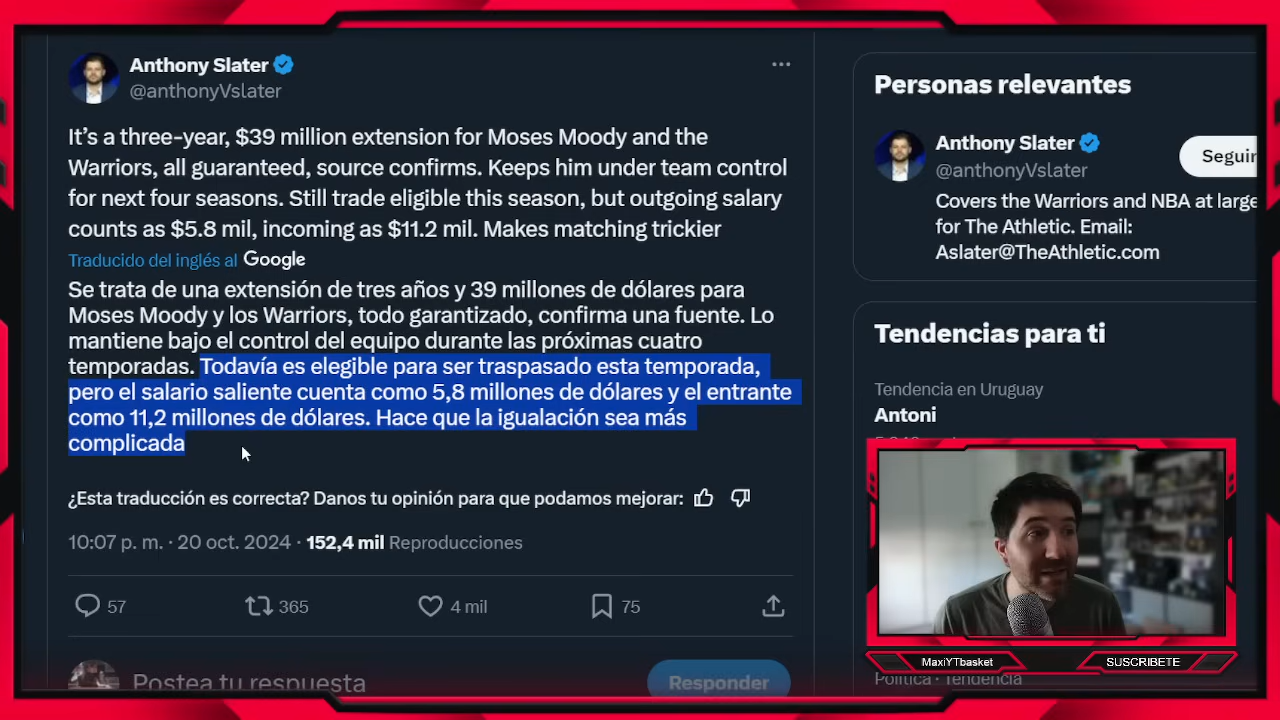 Anthony Slater
@anthonyVslater
It’s a three-year, $39 million extension for Moses Moody and the
Warriors, all guaranteed, source confirms. Keeps him under team control
for next four seasons. Still trade eligible this season, but outgoing salary
counts as $5.8 mil, incoming as $11.2 mil. Makes matching trickier
Traducido del inglés al Google
Se trata de una extensión de tres años y 39 millones de dólares para
Moses Moody y los Warriors, todo garantizado, confirma una fuente. Lo
mantiene bajo el control del equipo durante las próximas cuatro
temporadas. Todavía es elegible para ser traspasado esta temporada,
pero el salario saliente cuenta como 5,8 millones de dólares y el entrante
como 11,2 millones de dólares. Hace que la igualación sea más
complicada
¿Esta traducción es correcta? Danos tu opinión para que podamos mejorar:
10:07 p. m. · 20 oct. 2024 · 152,4 mil Reproducciones
57 365 4 mil 75
Postea tu respuesta
Responder
Personas relevantes
Anthony Slater
@anthonyVslater
Seguir
Covers the Warriors and NBA at large
for The Athletic. Email:
Aslater@TheAthletic.com
Tendencias para ti
Tendencia en Uruguay
Antoni
MaxiYTbasket
SUSCRIBETE
Política · Tendencia